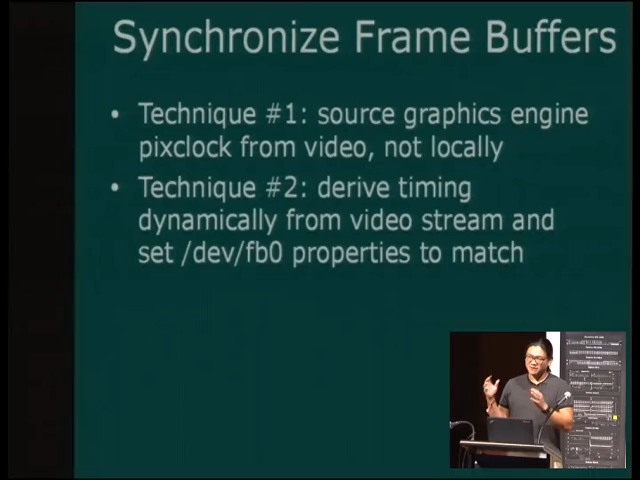 Synchronize Frame Buffers
• Technique #1: source graphics engine
pixclock from video, not locally
• Technique #2: derive timing
dynamically from video stream and
set /dev/fb0 properties to match